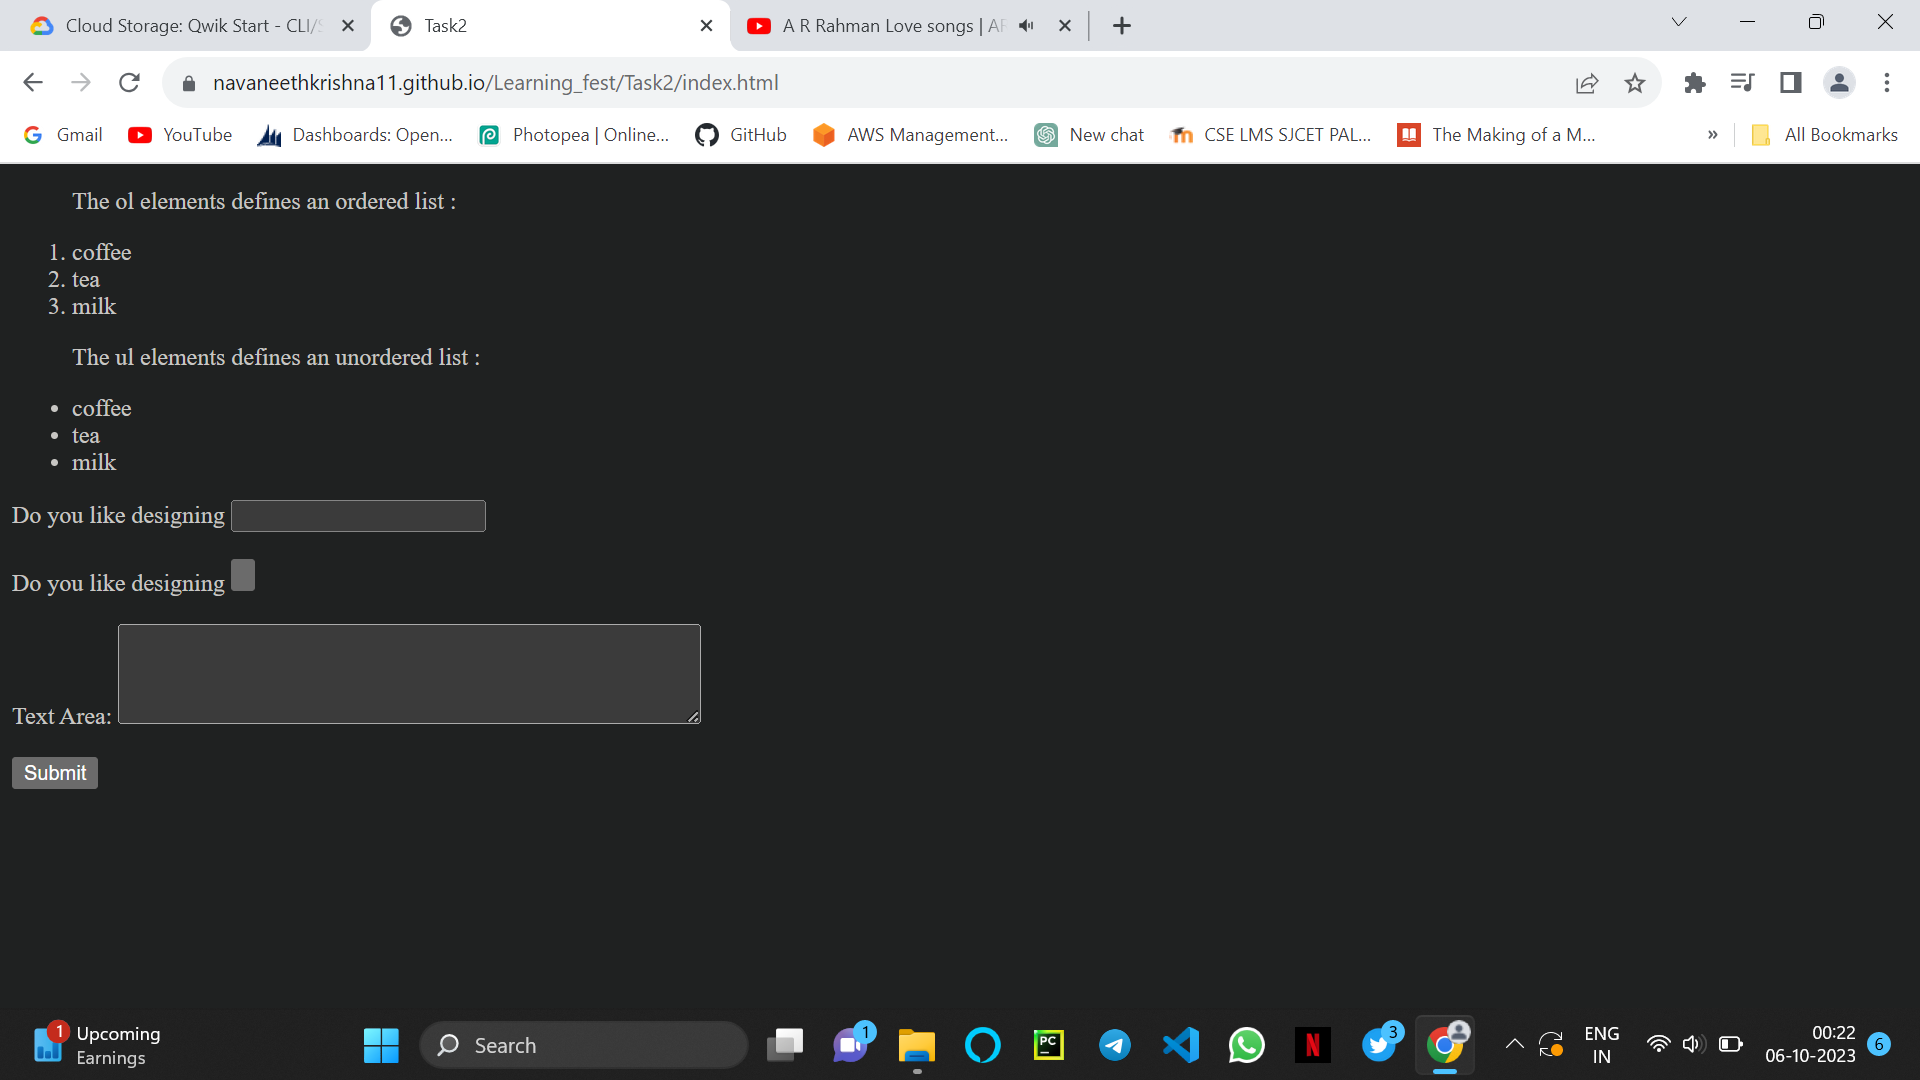 Cloud Storage: Qwik Start - CLI/S
Task2
A R Rahman Love songs | AR
navaneethkrishna11.github.io/Learning_fest/Task2/index.html
Gmail
YouTube
Dashboards: Open...
Photopea | Online...
GitHub
AWS Management...
New chat
CSE LMS SJCET PAL...
The Making of a M...
»
All Bookmarks
The ol elements defines an ordered list :
1. coffee
2. tea
3. milk
The ul elements defines an unordered list :
• coffee
• tea
• milk
Do you like designing
Do you like designing
Text Area:
Submit
1
Upcoming
Earnings
Search
1
PC
N
3
ENG
IN
00:22
06-10-2023
6